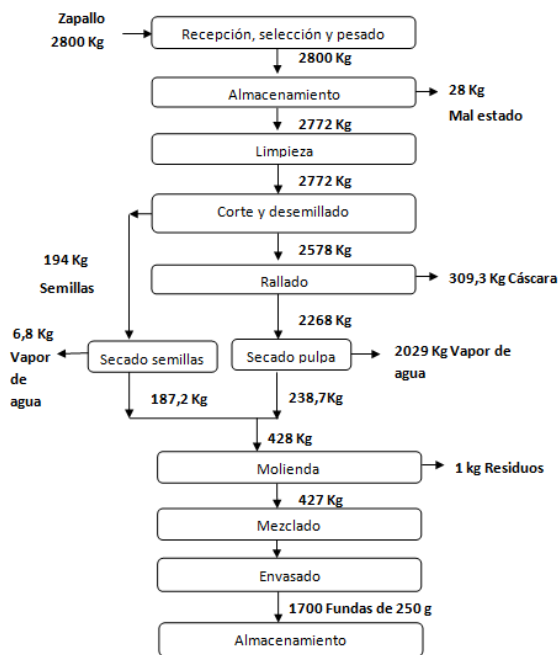 Zapallo
2800 Kg
Recepción, selección y pesado
2800 Kg
Almacenamiento
28 Kg
Mal estado
2772 Kg
Limpieza
2772 Kg
Corte y desemillado
2578 Kg
194 Kg
Semillas
Rallado
309,3 Kg Cáscara
2268 Kg
6,8 Kg
Vapor
de
agua
Secado semillas
Secado pulpa
2029 Kg Vapor de
agua
187,2 Kg
238,7Kg
428 Kg
Molienda
1 kg Residuos
427 Kg
Mezclado
Envasado
1700 Fundas de 250 g
Almacenamiento